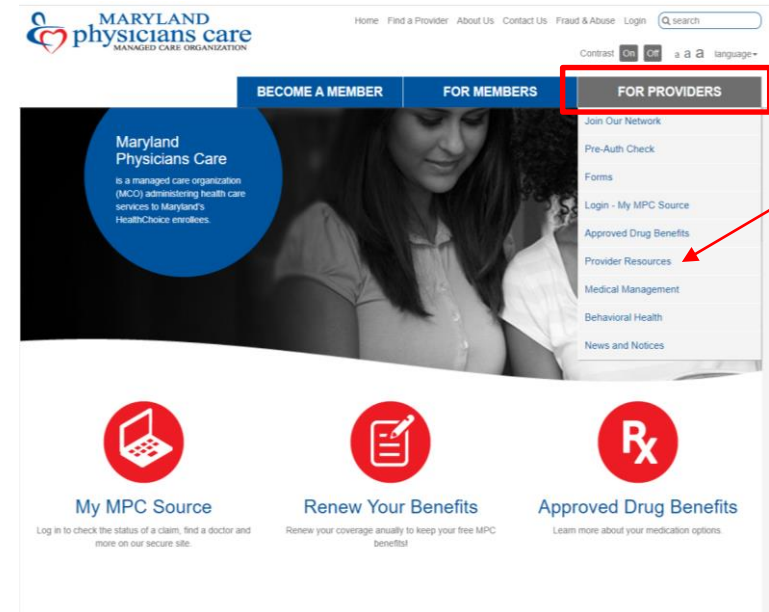 MARYLAND
physicians care
MANAGED CARE ORGANIZATION
Home Find a Provider About Us Contact Us Fraud & Abuse Login search
Contrast On Off a a a language
BECOME A MEMBER FOR MEMBERS FOR PROVIDERS
Join Our Network
Pre-Auth Check
Forms
Login - My MPC Source
Approved Drug Benefits
Provider Resources
Medical Management
Behavioral Health
News and Notices
Maryland
Physicians Care
is a managed care organization
(MCO) administering health care
services to Maryland's
HealthChoice enrollees.
Rx
My MPC Source
Log in to check the status of a claim, find a doctor and
more on our secure site.
Renew Your Benefits
Renew your coverage anually to keep your free MPC
benefits!
Approved Drug Benefits
Learn more about your medication options.